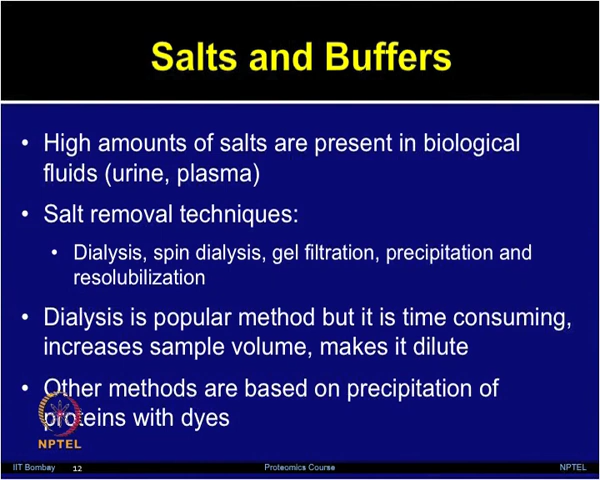 Salts and Buffers
• High amounts of salts are present in biological
fluids (urine, plasma)
• Salt removal techniques:
• Dialysis, spin dialysis, gel filtration, precipitation and
resolubilization
• Dialysis is popular method but it is time consuming,
increases sample volume, makes it dilute
• Other methods are based on precipitation of
proteins with dyes
NPTEL
IIT Bombay 12 Proteomics Course NPTEL